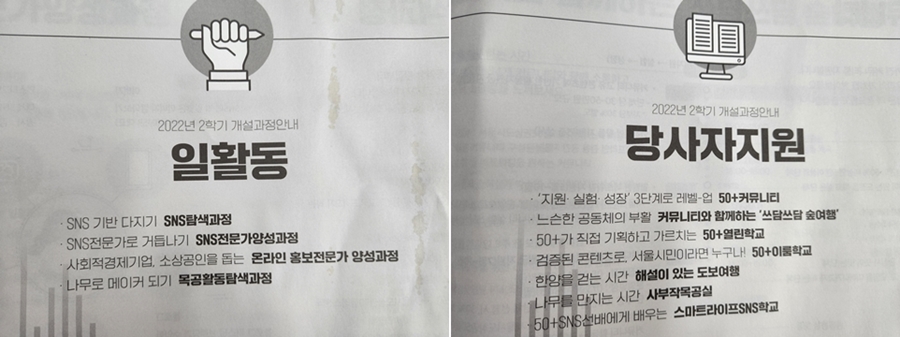 2022년 2학기 개설과정안내
일활동
· SNS 기반 다지기 SNS탐색과정
· SNS전문가로 거듭나기 SNS전문가양성과정
· 사회적경제기업, 소상공인을 돕는 온라인 홍보전문가 양성과정
· 나무로 메이커 되기 목공활동탐색과정
2022년 2학기 개설과정안내
당사자지원
· '지원· 실험· 성장' 3단계로 레벨-업 50+커뮤니티
· 느슨한 공동체의 부활 커뮤니티와 함께하는 '쓰담쓰담 숲여행'
· 50+가 직접 기획하고 가르치는 50+열린학교
· 검증된 콘텐츠로, 서울시민이라면 누구나! 50+이룸학교
· 한양을 걷는 시간 해설이 있는 도보여행
· 나무를 만지는 시간 사부작목공실
· 50+SNS선배에게 배우는 스마트라이프SNS학교